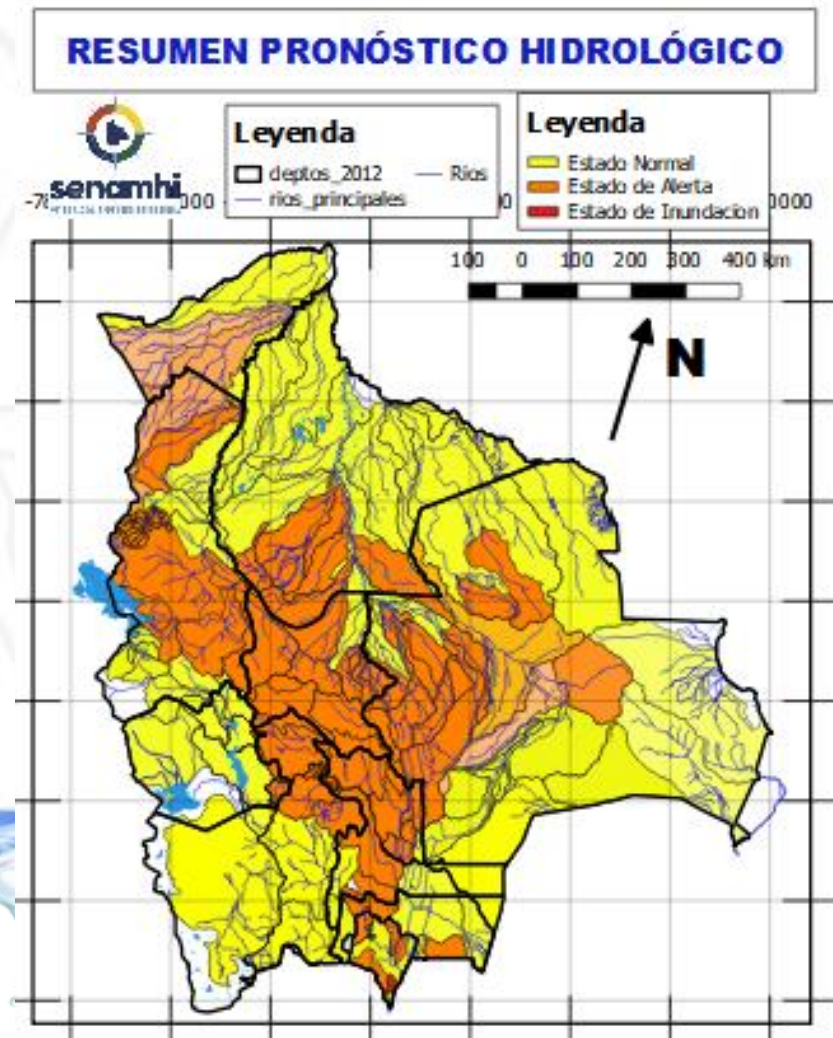 RESUMEN PRONÓSTICO HIDROLÓGICO
senamhi
Leyenda
deptos_2012
Rios
rios_principales
Leyenda
Estado Normal
Estado de Alerta
Estado de Inundacion
100 0 100 200 300 400 km
N